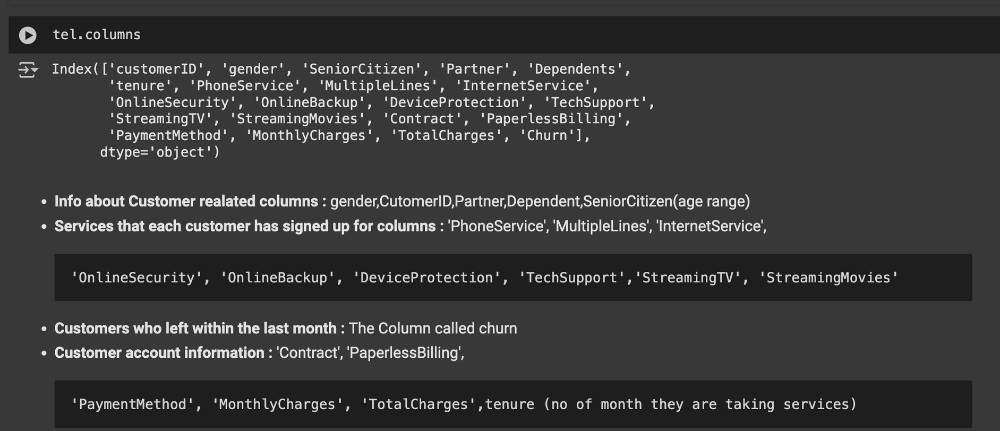 tel.columns
Index(['customerID', 'gender', 'SeniorCitizen', 'Partner', 'Dependents',
'tenure', 'PhoneService', 'MultipleLines', 'InternetService',
'OnlineSecurity', 'OnlineBackup', 'DeviceProtection', 'TechSupport',
'StreamingTV', 'StreamingMovies', 'Contract', 'PaperlessBilling',
'PaymentMethod', 'MonthlyCharges', 'TotalCharges', 'Churn'],
dtype='object')
• Info about Customer realated columns : gender,CutomerID,Partner,Dependent,SeniorCitizen(age range)
• Services that each customer has signed up for columns : 'PhoneService', 'MultipleLines', 'InternetService',
'OnlineSecurity', 'OnlineBackup', 'DeviceProtection', 'TechSupport','StreamingTV', 'StreamingMovies'
• Customers who left within the last month : The Column called churn
• Customer account information : 'Contract', 'PaperlessBilling',
'PaymentMethod', 'MonthlyCharges', 'TotalCharges',tenure (no of month they are taking services)